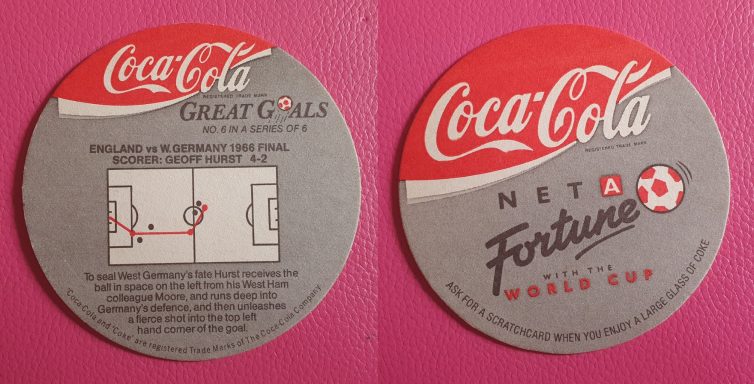 Coca-Cola
REGISTERED TRADE MARK
GREAT GOALS
NO. 6 IN A SERIES OF 6
ENGLAND vs W. GERMANY 1966 FINAL
SCORER: GEOFF HURST 4-2
To seal West Germany's fate Hurst receives the
ball in space on the left from his West Ham
colleague Moore, and runs deep into
Germany's defence, and then unleashes
a fierce shot into the top left
hand corner of the goal.
'Coca-Cola and 'Coke' are registered Trade Marks of The Coca-Cola Company.
Coca-Cola
REGISTERED TRADE MARK
NET A
Fortune
WITH THE
WORLD CUP
ASK FOR A SCRATCHCARD WHEN YOU ENJOY A LARGE GLASS OF COKE